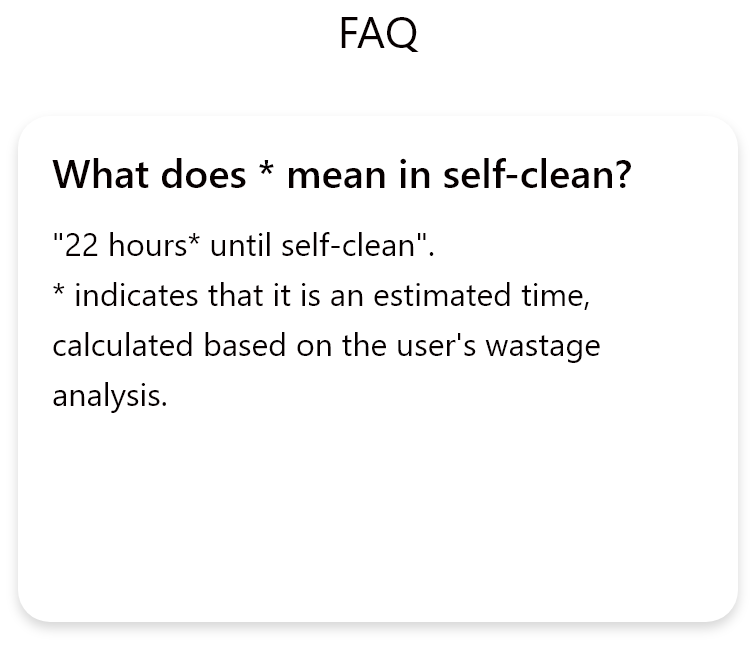 FAQ
What does * mean in self-clean?
"22 hours* until self-clean".
* indicates that it is an estimated time,
calculated based on the user's wastage
analysis.